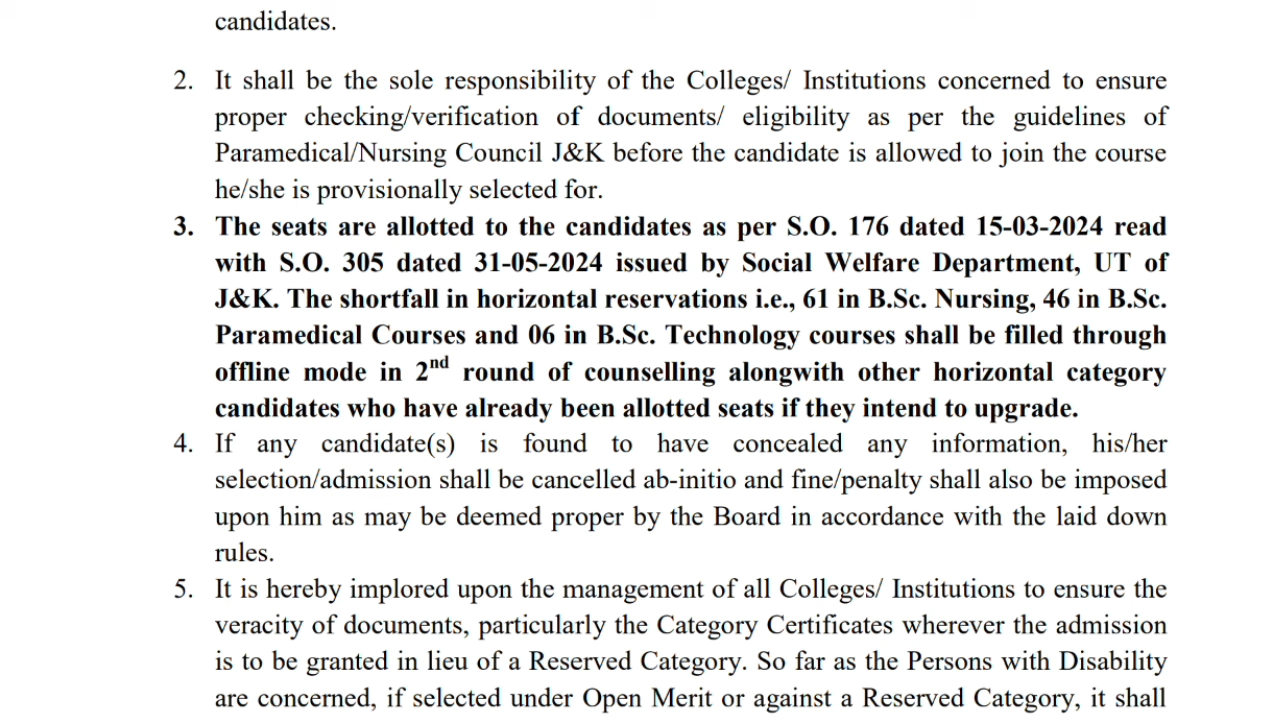 candidates.
2. It shall be the sole responsibility of the Colleges/ Institutions concerned to ensure
proper checking/verification of documents/ eligibility as per the guidelines of
Paramedical/Nursing Council J&K before the candidate is allowed to join the course
he/she is provisionally selected for.
3. The seats are allotted to the candidates as per S.O. 176 dated 15-03-2024 read
with S.O. 305 dated 31-05-2024 issued by Social Welfare Department, UT of
J&K. The shortfall in horizontal reservations i.e., 61 in B.Sc. Nursing, 46 in B.Sc.
Paramedical Courses and 06 in B.Sc. Technology courses shall be filled through
offline mode in 2nd round of counselling alongwith other horizontal category
candidates who have already been allotted seats if they intend to upgrade.
4. If any candidate(s) is found to have concealed any information, his/her
selection/admission shall be cancelled ab-initio and fine/penalty shall also be imposed
upon him as may be deemed proper by the Board in accordance with the laid down
rules.
5. It is hereby implored upon the management of all Colleges/ Institutions to ensure the
veracity of documents, particularly the Category Certificates wherever the admission
is to be granted in lieu of a Reserved Category. So far as the Persons with Disability
are concerned, if selected under Open Merit or against a Reserved Category, it shall